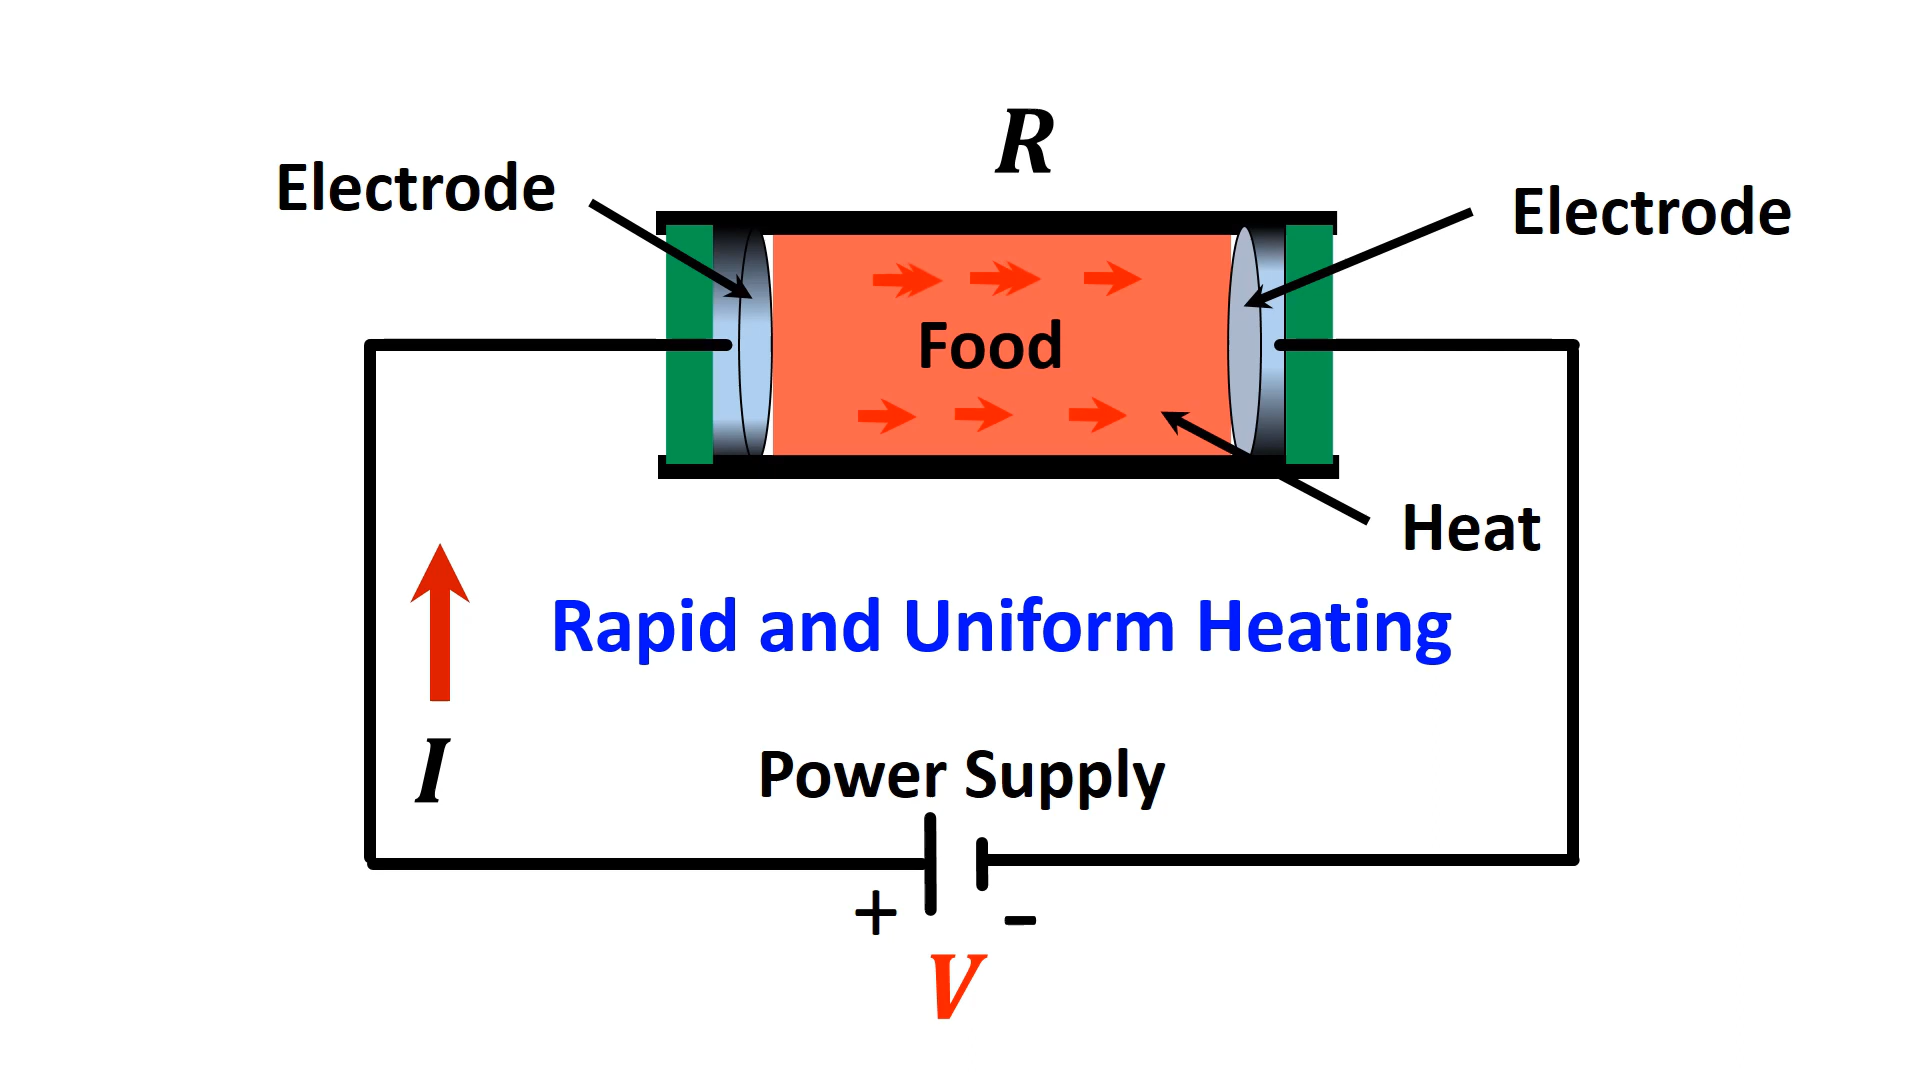 R
Electrode
Electrode
Food
Heat
Rapid and Uniform Heating
I
Power Supply
+ -
V